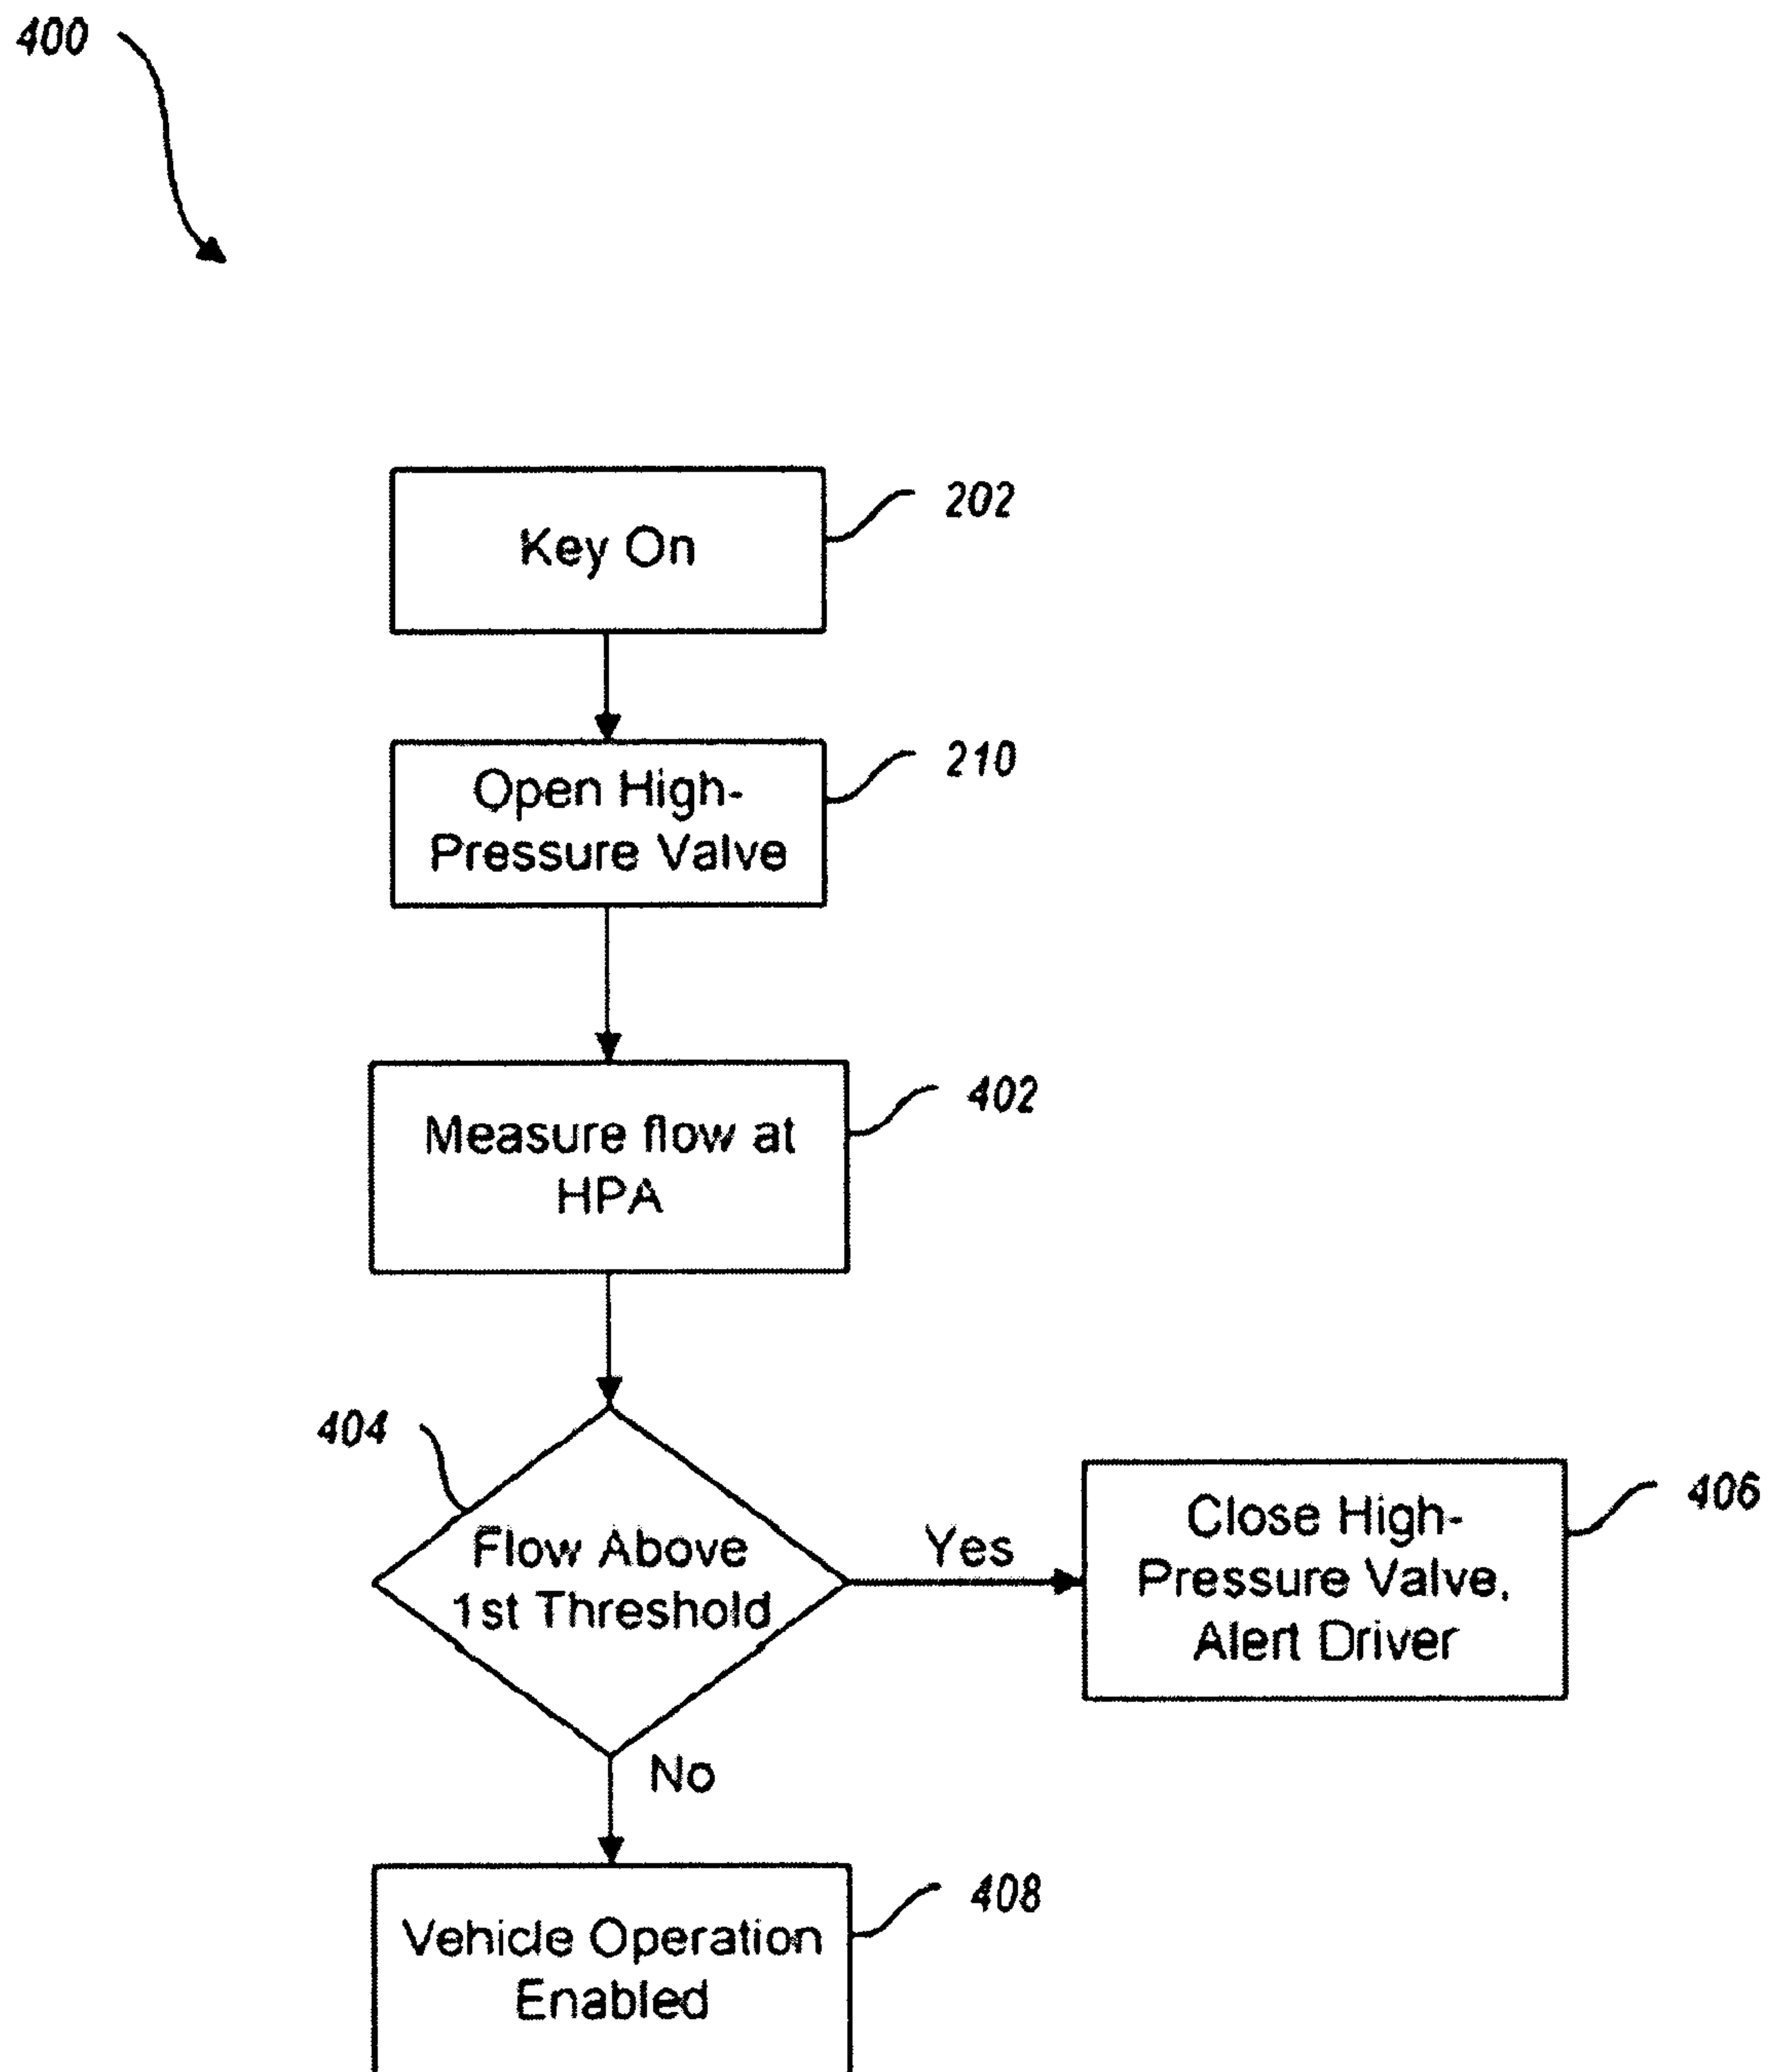 400
Key On
202
Open High-
Pressure Valve
210
Measure flow at
HPA
402
404
Flow Above
1st Threshold
Yes
Close High-
Pressure Valve,
Alert Driver
406
No
Vehicle Operation
Enabled
408